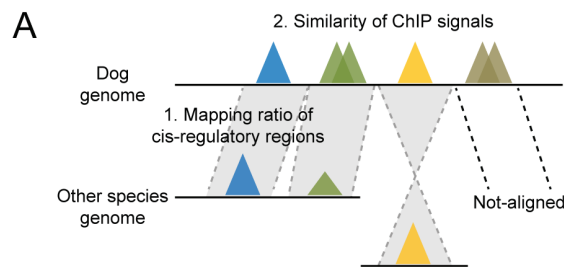 A
2. Similarity of ChIP signals
Dog
genome
1. Mapping ratio of
cis-regulatory regions
Other species
genome
Not-aligned